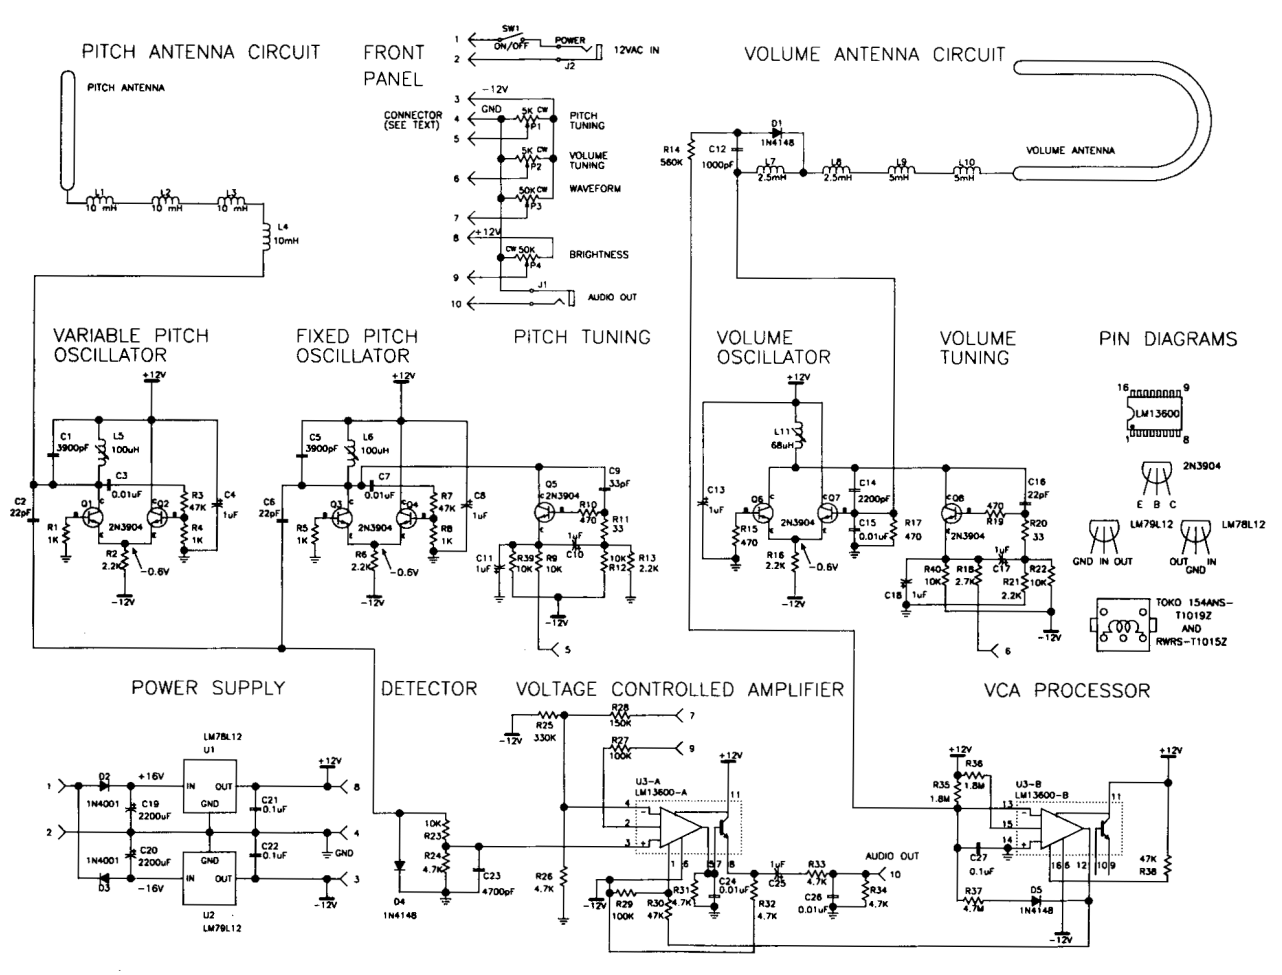 PITCH ANTENNA CIRCUIT
PITCH ANTENNA
L1
10 mH
L2
10 mH
L3
10 mH
L4
10mH
FRONT
PANEL
CONNECTOR
(SEE TEXT)
1
SW1
ON/OFF
POWER
12VAC IN
2
J2
3
-12V
4
GND
5K CW
P1
PITCH
TUNING
5
5K CW
P2
VOLUME
TUNING
6
50K CW
P3
WAVEFORM
7
8
+12V
CW 50K
P4
BRIGHTNESS
9
J1
10
AUDIO OUT
VOLUME ANTENNA CIRCUIT
VOLUME ANTENNA
R14
560K
C12
1000pF
D1
1N4148
L7
2.5mH
L8
2.5mH
L9
5mH
L10
5mH
VARIABLE PITCH
OSCILLATOR
+12V
C1
3900pF
L5
100uH
C3
0.01uF
C2
22pF
R1
1K
Q1
2N3904
Q2
R3
47K
R4
1K
C4
1uF
R2
2.2K
-0.6V
-12V
FIXED PITCH
OSCILLATOR
+12V
C5
3900pF
L6
100uH
C7
0.01uF
C6
22pF
R5
1K
Q3
2N3904
Q4
R7
47K
R8
1K
C8
1uF
R6
2.2K
-0.6V
-12V
PITCH TUNING
Q5
2N3904
C9
33pF
R10
470
R11
33
1uF
C10
C11
1uF
R39
10K
R9
10K
10K
R12
R13
2.2K
-12V
5
VOLUME
OSCILLATOR
+12V
L11
68uH
C13
1uF
R15
470
Q6
2N3904
Q7
C14
2200pF
C15
0.01uF
R17
470
R16
2.2K
-0.6V
-12V
VOLUME
TUNING
Q8
2N3904
470
R19
C16
22pF
R20
33
1uF
C17
C18
1uF
R40
10K
R18
2.7K
R21
2.2K
R22
10K
-12V
6
PIN DIAGRAMS
16
9
LM13600
1
8
2N3904
E B C
LM79L12
GND IN OUT
LM78L12
OUT IN
GND
TOKO 154ANS-
T1019Z
AND
RWRS-T1015Z
POWER SUPPLY
LM78L12
U1
1
D2
1N4001
+16V
IN
OUT
GND
+12V
8
C19
2200uF
C21
0.1uF
2
4
GND
1N4001
D3
C20
2200uF
-16V
GND
IN
OUT
C22
0.1uF
3
-12V
U2
LM79L12
DETECTOR
10K
R23
R24
4.7K
D4
1N4148
C23
4700pF
VOLTAGE CONTROLLED AMPLIFIER
-12V
R25
330K
R28
150K
7
R27
100K
9
-12V
U3-A
LM13600-A
11
4
2
3
1
6
5
7
8
R26
4.7K
-12V
R29
100K
R30
47K
R31
4.7K
C24
0.01uF
R32
4.7K
1uF
C25
R33
4.7K
C26
0.01uF
R34
4.7K
AUDIO OUT
10
VCA PROCESSOR
+12V
R35
1.8M
R36
1.8M
U3-B
LM13600-B
11
13
15
14
16
6
12
10
9
C27
0.1uF
R37
4.7M
D5
1N4148
-12V
+12V
47K
R38